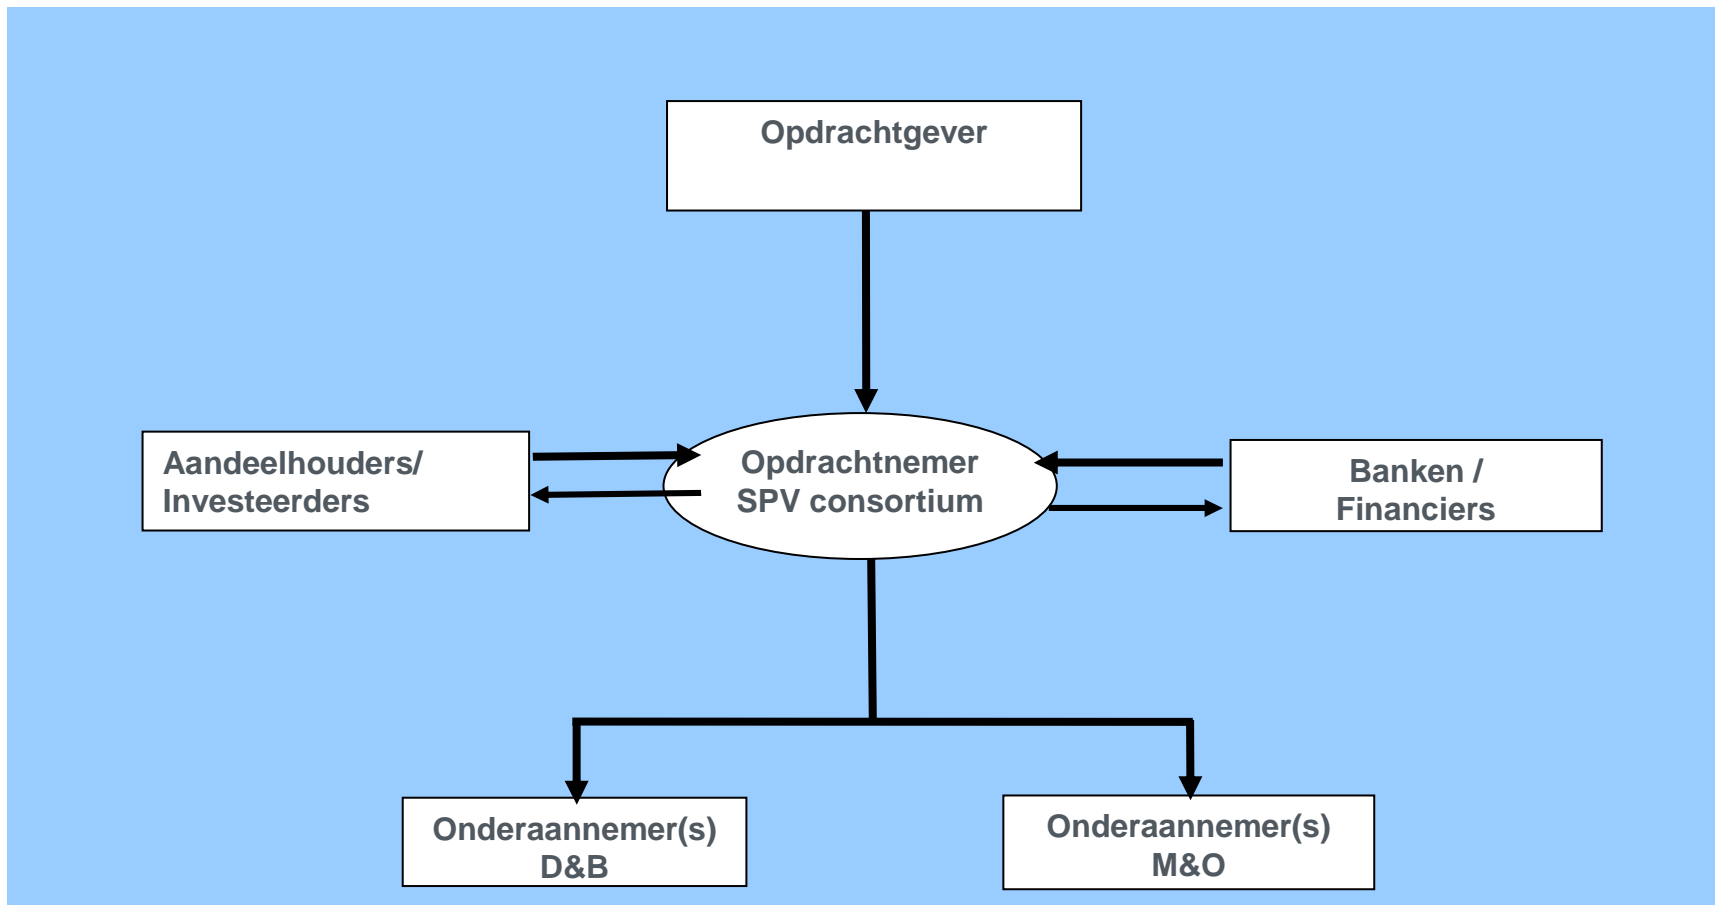 Opdrachtgever
Aandeelhouders/
Investeerders
Opdrachtnemer
SPV consortium
Banken /
Financiers
Onderaannemer(s)
D&B
Onderaannemer(s)
M&O